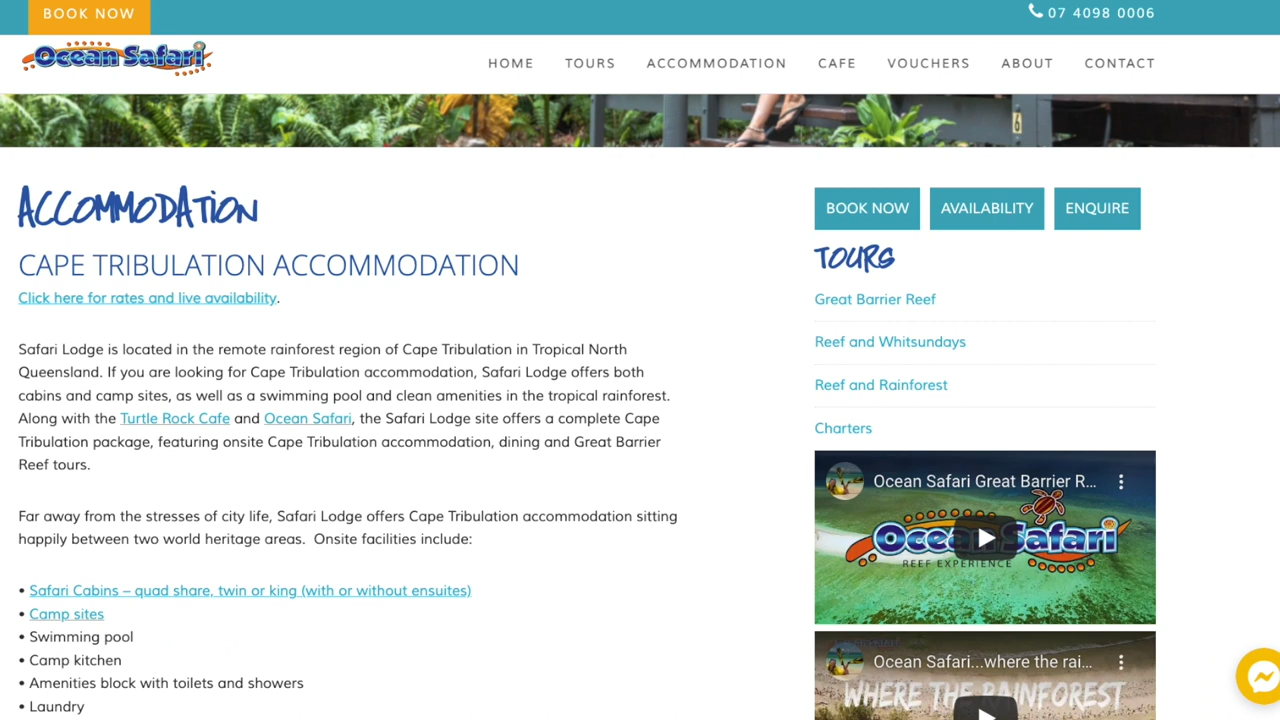 BOOK NOW
07 4098 0006
Ocean Safari
HOME TOURS ACCOMMODATION CAFE VOUCHERS ABOUT CONTACT
ACCOMMODATION
CAPE TRIBULATION ACCOMMODATION
Click here for rates and live availability.
Safari Lodge is located in the remote rainforest region of Cape Tribulation in Tropical North
Queensland. If you are looking for Cape Tribulation accommodation, Safari Lodge offers both
cabins and camp sites, as well as a swimming pool and clean amenities in the tropical rainforest.
Along with the Turtle Rock Cafe and Ocean Safari, the Safari Lodge site offers a complete Cape
Tribulation package, featuring onsite Cape Tribulation accommodation, dining and Great Barrier
Reef tours.
Far away from the stresses of city life, Safari Lodge offers Cape Tribulation accommodation sitting
happily between two world heritage areas. Onsite facilities include:
• Safari Cabins – quad share, twin or king (with or without ensuites)
• Camp sites
• Swimming pool
• Camp kitchen
• Amenities block with toilets and showers
• Laundry
BOOK NOW AVAILABILITY ENQUIRE
TOURS
Great Barrier Reef
Reef and Whitsundays
Reef and Rainforest
Charters
Ocean Safari Great Barrier R...
Ocean Safari
REEF EXPERIENCE
Ocean Safari...where the rai...
WHERE THE RAINFOREST